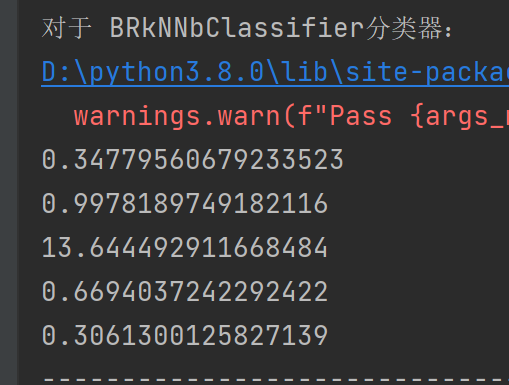 对于 BRkNNbClassifier分类器:
D:\python3.8.0\lib\site-packa
warnings.warn(f"Pass {args_
0.34779560679233523
0.9978189749182116
13.644492911668484
0.6694037242292422
0.3061300125827139
------------------------------